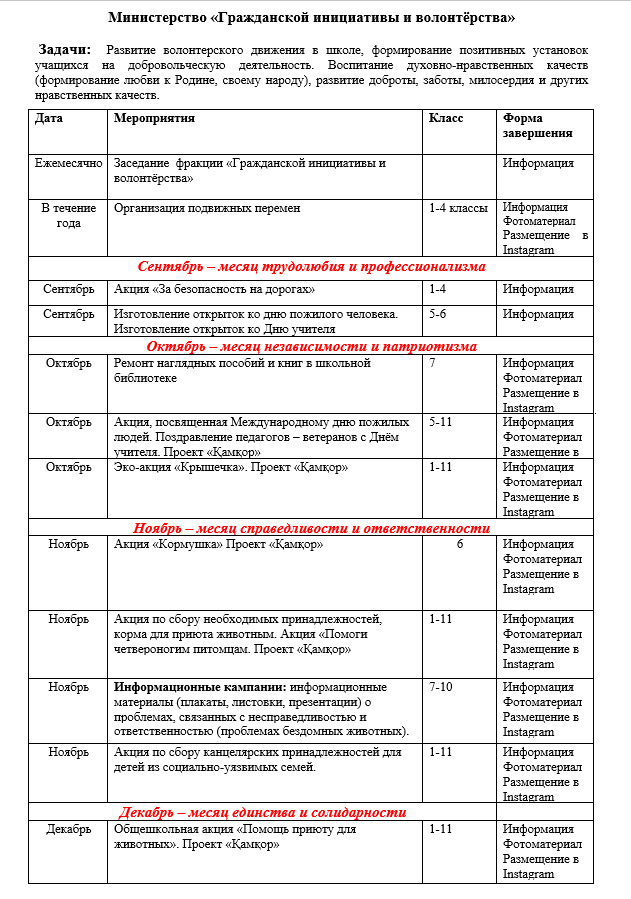 Министерство «Гражданской инициативы и волонтёрства»
Задачи: Развитие волонтерского движения в школе, формирование позитивных установок
учащихся на добровольческую деятельность. Воспитание духовно-нравственных качеств
(формирование любви к Родине, своему народу), развитие доброты, заботы, милосердия и других
нравственных качеств.
Дата Мероприятия Класс Форма
завершения
Ежемесячно Заседание фракции «Гражданской инициативы и Информация
волонтёрства»
В течение Организация подвижных перемен 1-4 классы Информация
года Фотоматериал
Размещение в
Instagram
Сентябрь – месяц трудолюбия и профессионализма
Сентябрь Акция «За безопасность на дорогах» 1-4 Информация
Сентябрь Изготовление открыток ко дню пожилого человека. 5-6 Информация
Изготовление открыток ко Дню учителя
Октябрь – месяц независимости и патриотизма
Октябрь Ремонт наглядных пособий и книг в школьной 7 Информация
библиотеке Фотоматериал
Размещение в
Instagram
Октябрь Акция, посвященная Международному дню пожилых 5-11 Информация
людей. Поздравление педагогов – ветеранов с Днём Фотоматериал
учителя. Проект «Қамқор» Размещение в
Октябрь Эко-акция «Крышечка». Проект «Қамқор» 1-11 Информация
Фотоматериал
Размещение в
Instagram
Ноябрь – месяц справедливости и ответственности
Ноябрь Акция «Кормушка» Проект «Қамқор» 6 Информация
Фотоматериал
Размещение в
Instagram
Ноябрь Акция по сбору необходимых принадлежностей, 1-11 Информация
корма для приюта животным. Акция «Помоги Фотоматериал
четвероногим питомцам. Проект «Қамқор» Размещение в
Instagram
Ноябрь Информационные кампании: информационные 7-10 Информация
материалы (плакаты, листовки, презентации) о Фотоматериал
проблемах, связанных с несправедливостью и Размещение в
ответственностью (проблемах бездомных животных). Instagram
Ноябрь Акция по сбору канцелярских принадлежностей для 1-11 Информация
детей из социально-уязвимых семей. Фотоматериал
Размещение в
Instagram
Декабрь – месяц единства и солидарности
Декабрь Общешкольная акция «Помощь приюту для 1-11 Информация
животных». Проект «Қамқор» Фотоматериал
Размещение в
Instagram